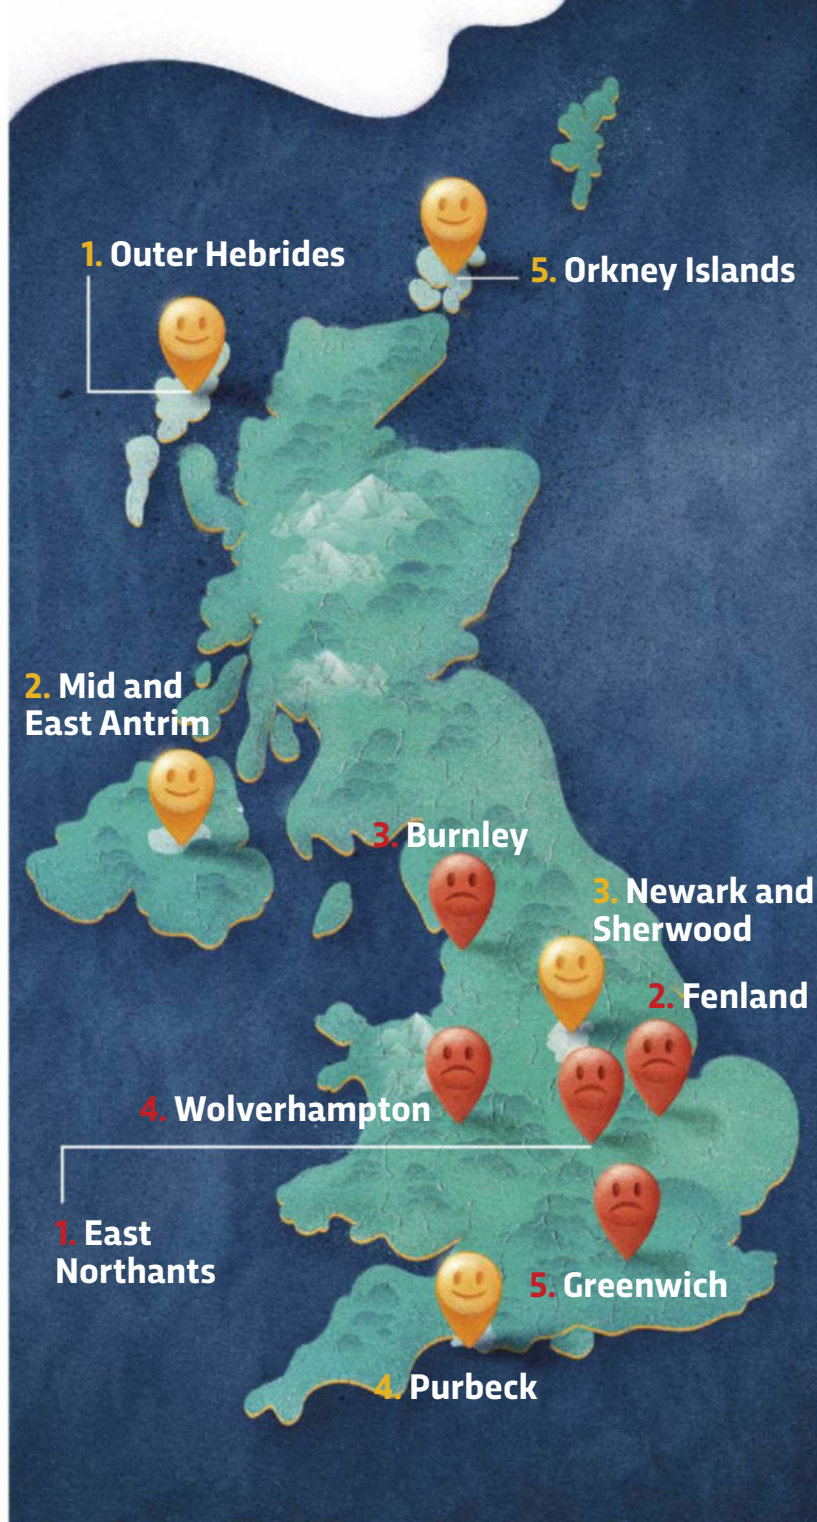 1. Outer Hebrides
5. Orkney Islands
2. Mid and
East Antrim
3. Burnley
3. Newark and
Sherwood
2. Fenland
4. Wolverhampton
1. East
Northants
5. Greenwich
4. Purbeck